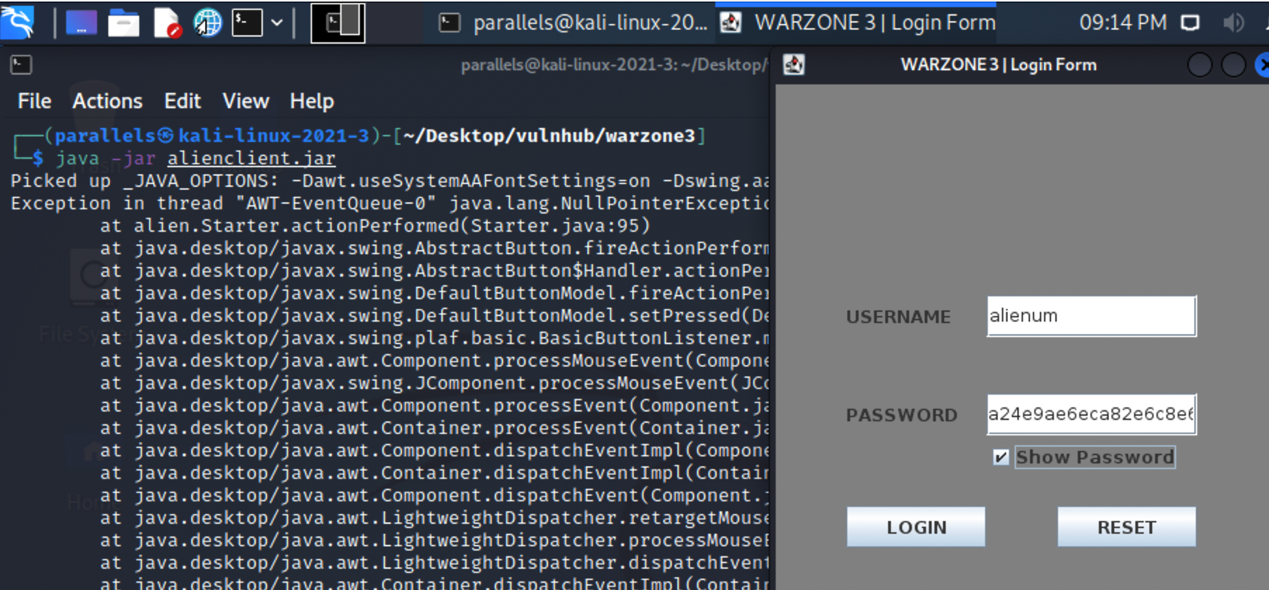 parallels@kali-linux-20...
WARZONE 3 | Login Form
09:14 PM
parallels@kali-linux-2021-3: ~/Desktop/
WARZONE 3 | Login Form
File Actions Edit View Help
┌──(parallels㉿kali-linux-2021-3)-[~/Desktop/vulnhub/warzone3]
└─$ java -jar alienclient.jar
Picked up _JAVA_OPTIONS: -Dawt.useSystemAAFontSettings=on -Dswing.aa
Exception in thread "AWT-EventQueue-0" java.lang.NullPointerExceptio
at alien.Starter.actionPerformed(Starter.java:95)
at java.desktop/javax.swing.AbstractButton.fireActionPerform
at java.desktop/javax.swing.AbstractButton$Handler.actionPer
at java.desktop/javax.swing.DefaultButtonModel.fireActionPer
at java.desktop/javax.swing.DefaultButtonModel.setPressed(De
at java.desktop/javax.swing.plaf.basic.BasicButtonListener.m
at java.desktop/java.awt.Component.processMouseEvent(Compone
at java.desktop/javax.swing.JComponent.processMouseEvent(JCo
at java.desktop/java.awt.Component.processEvent(Component.ja
at java.desktop/java.awt.Container.processEvent(Container.ja
at java.desktop/java.awt.Component.dispatchEventImpl(Compone
at java.desktop/java.awt.Container.dispatchEventImpl(Contain
at java.desktop/java.awt.Component.dispatchEvent(Component.j
at java.desktop/java.awt.LightweightDispatcher.retargetMouse
at java.desktop/java.awt.LightweightDispatcher.processMouseE
at java.desktop/java.awt.LightweightDispatcher.dispatchEvent
at java.desktop/java.awt.Container.dispatchEventImpl(Contain
USERNAME
alienum
PASSWORD
a24e9ae6eca82e6c8e6
Show Password
LOGIN
RESET